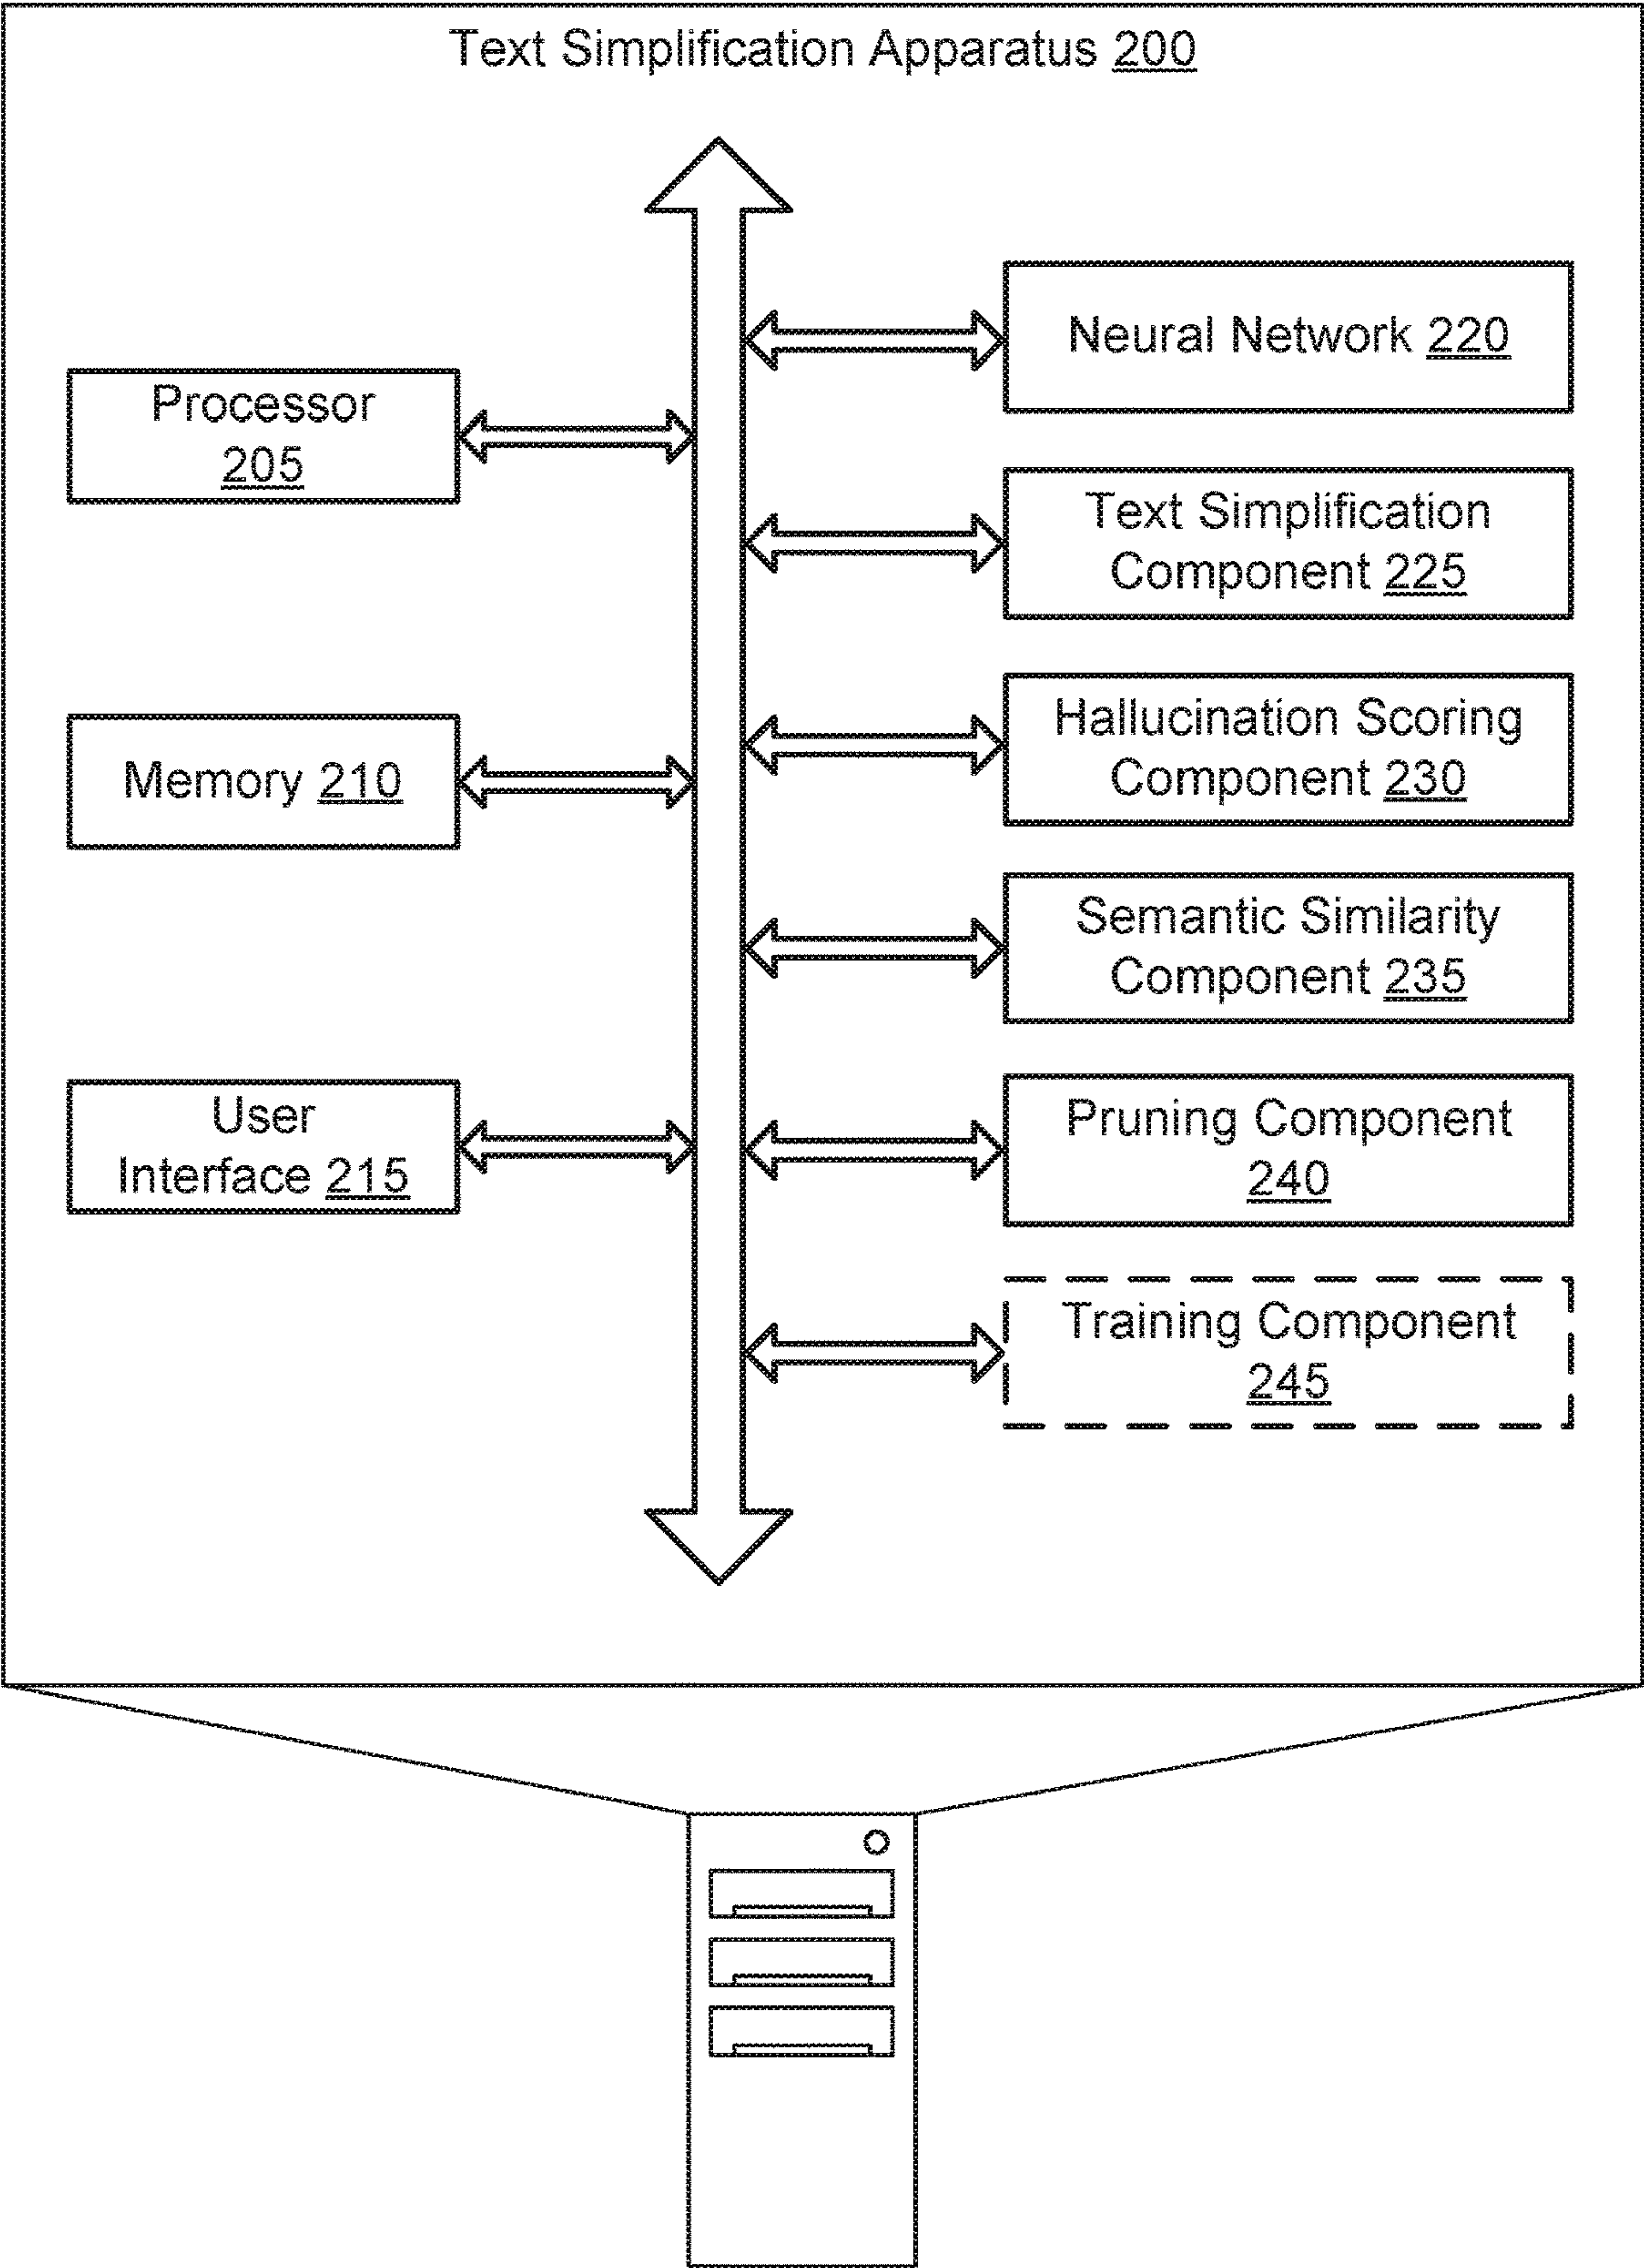 Text Simplification Apparatus 200
Processor
205
Memory 210
User
Interface 215
Neural Network 220
Text Simplification
Component 225
Hallucination Scoring
Component 230
Semantic Similarity
Component 235
Pruning Component
240
Training Component
245